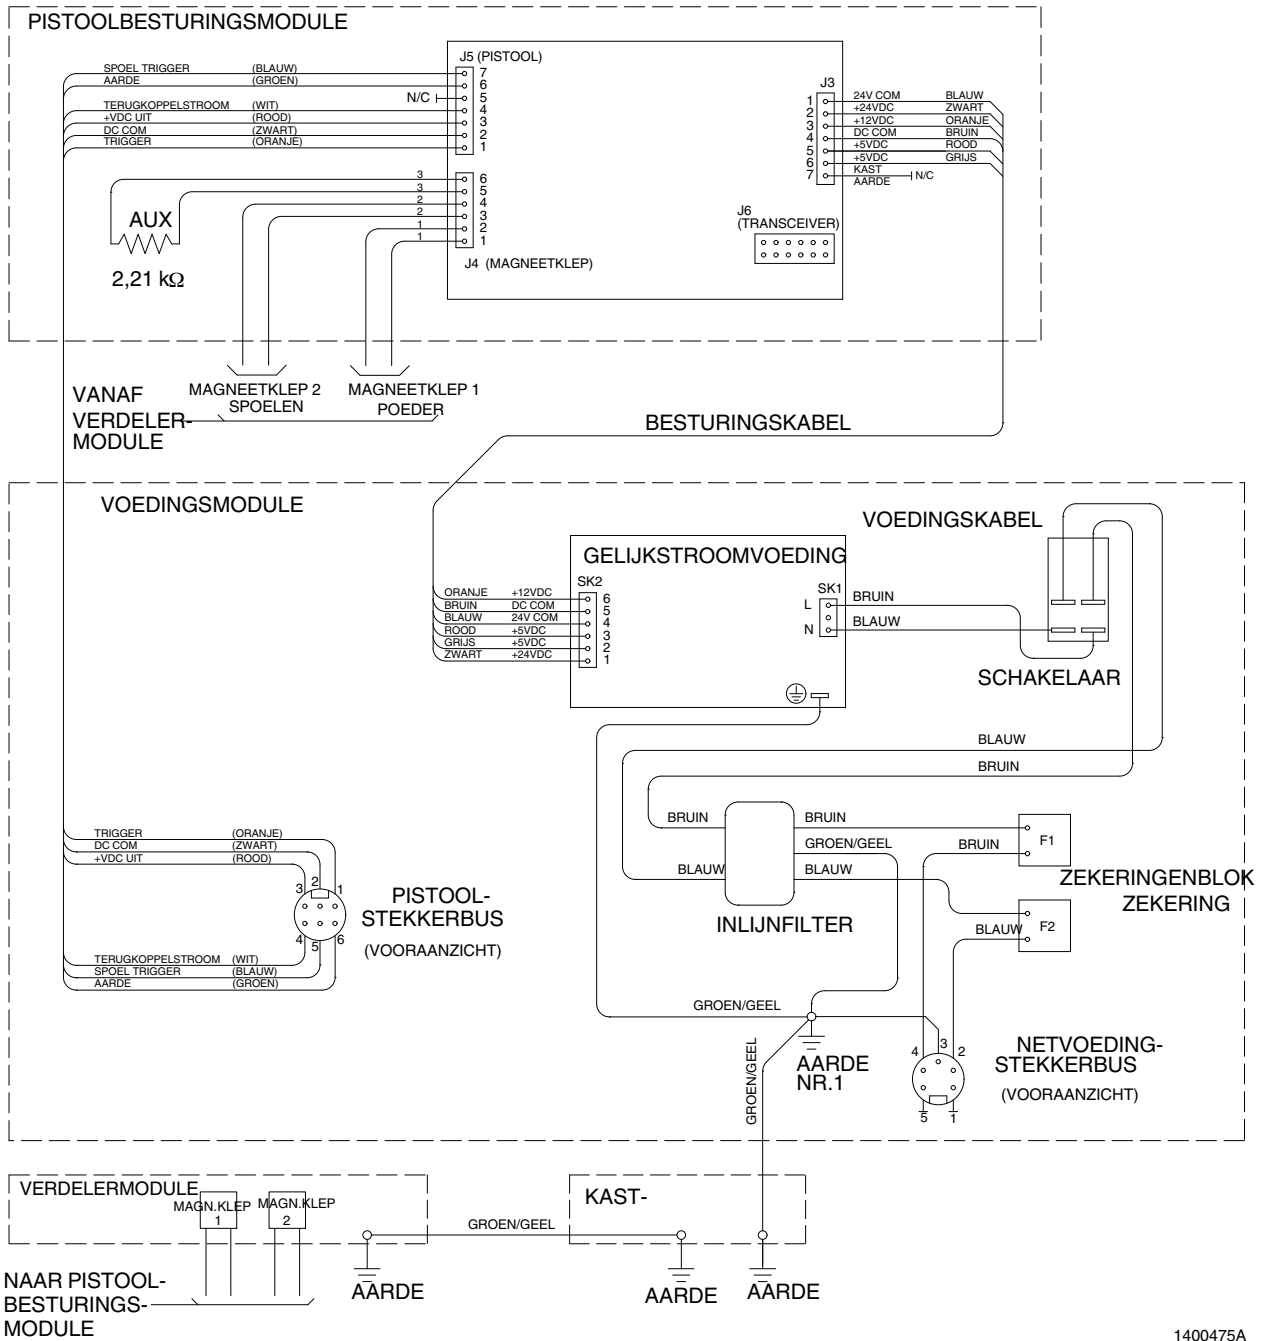 PISTOOLBESTURINGSMODULE
J5 (PISTOOL)
SPOEL TRIGGER (BLAUW) 7
AARDE (GROEN) 6
N/C 5
TERUGKOPPELSTROOM (WIT) 4
+VDC UIT (ROOD) 3
DC COM (ZWART) 2
TRIGGER (ORANJE) 1
J3
1 24V COM BLAUW
2 +24VDC ZWART
3 +12VDC ORANJE
4 DC COM BRUIN
5 +5VDC ROOD
6 +5VDC GRIJS
7 KAST
AARDE N/C
3 6
3 5
2 4
2 3
1 2
1 1
J4 (MAGNEETKLEP)
AUX
2,21 kΩ
J6
(TRANSCEIVER)
VANAF
VERDELER-
MODULE
MAGNEETKLEP 2
SPOELEN
MAGNEETKLEP 1
POEDER
BESTURINGSKABEL
VOEDINGSMODULE
VOEDINGSKABEL
GELIJKSTROOMVOEDING
SK2
ORANJE +12VDC 6
BRUIN DC COM 5
BLAUW 24V COM 4
ROOD +5VDC 3
GRIJS +5VDC 2
ZWART +24VDC 1
SK1
L BRUIN
N BLAUW
SCHAKELAAR
BLAUW
BRUIN
BRUIN
BRUIN
GROEN/GEEL
BLAUW
BLAUW
INLIJNFILTER
BRUIN
F1
ZEKERINGENBLOK
ZEKERING
BLAUW
F2
TRIGGER (ORANJE)
DC COM (ZWART)
+VDC UIT (ROOD)
3 2 1
4 5 6
PISTOOL-
STEKKERBUS
(VOORAANZICHT)
TERUGKOPPELSTROOM (WIT)
SPOEL TRIGGER (BLAUW)
AARDE (GROEN)
GROEN/GEEL
GROEN/GEEL
AARDE
NR.1
4 3 2
5 1
NETVOEDING-
STEKKERBUS
(VOORAANZICHT)
VERDELERMODULE
MAGN.KLEP
1
MAGN.KLEP
2
GROEN/GEEL
KAST-
AARDE
AARDE
AARDE
NAAR PISTOOL-
BESTURINGS-
MODULE
1400475A